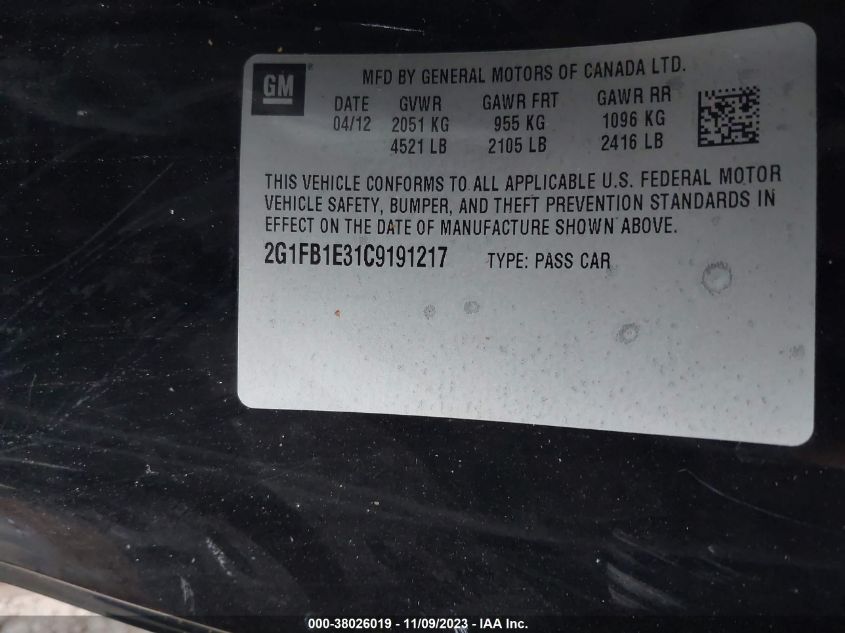 GM®
MFD BY GENERAL MOTORS OF CANADA LTD.
DATE GVWR GAWR FRT GAWR RR
04/12 2051 KG 955 KG 1096 KG
4521 LB 2105 LB 2416 LB
THIS VEHICLE CONFORMS TO ALL APPLICABLE U.S. FEDERAL MOTOR
VEHICLE SAFETY, BUMPER, AND THEFT PREVENTION STANDARDS IN
EFFECT ON THE DATE OF MANUFACTURE SHOWN ABOVE.
2G1FB1E31C9191217 TYPE: PASS CAR
000-38026019 - 11/09/2023 - IAA Inc.